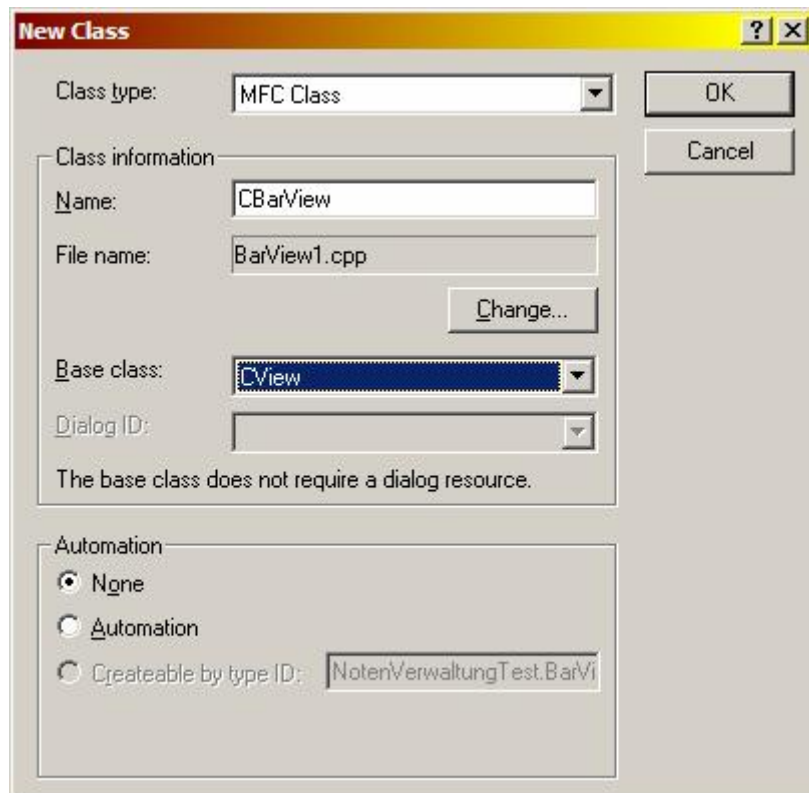 New Class
Class type: MFC Class
OK
Cancel
Class information
Name: CBarView
File name: BarView1.cpp
Change...
Base class: CView
Dialog ID:
The base class does not require a dialog resource.
Automation
None
Automation
Createable by type ID: NotenVerwaltungTest.BarVi